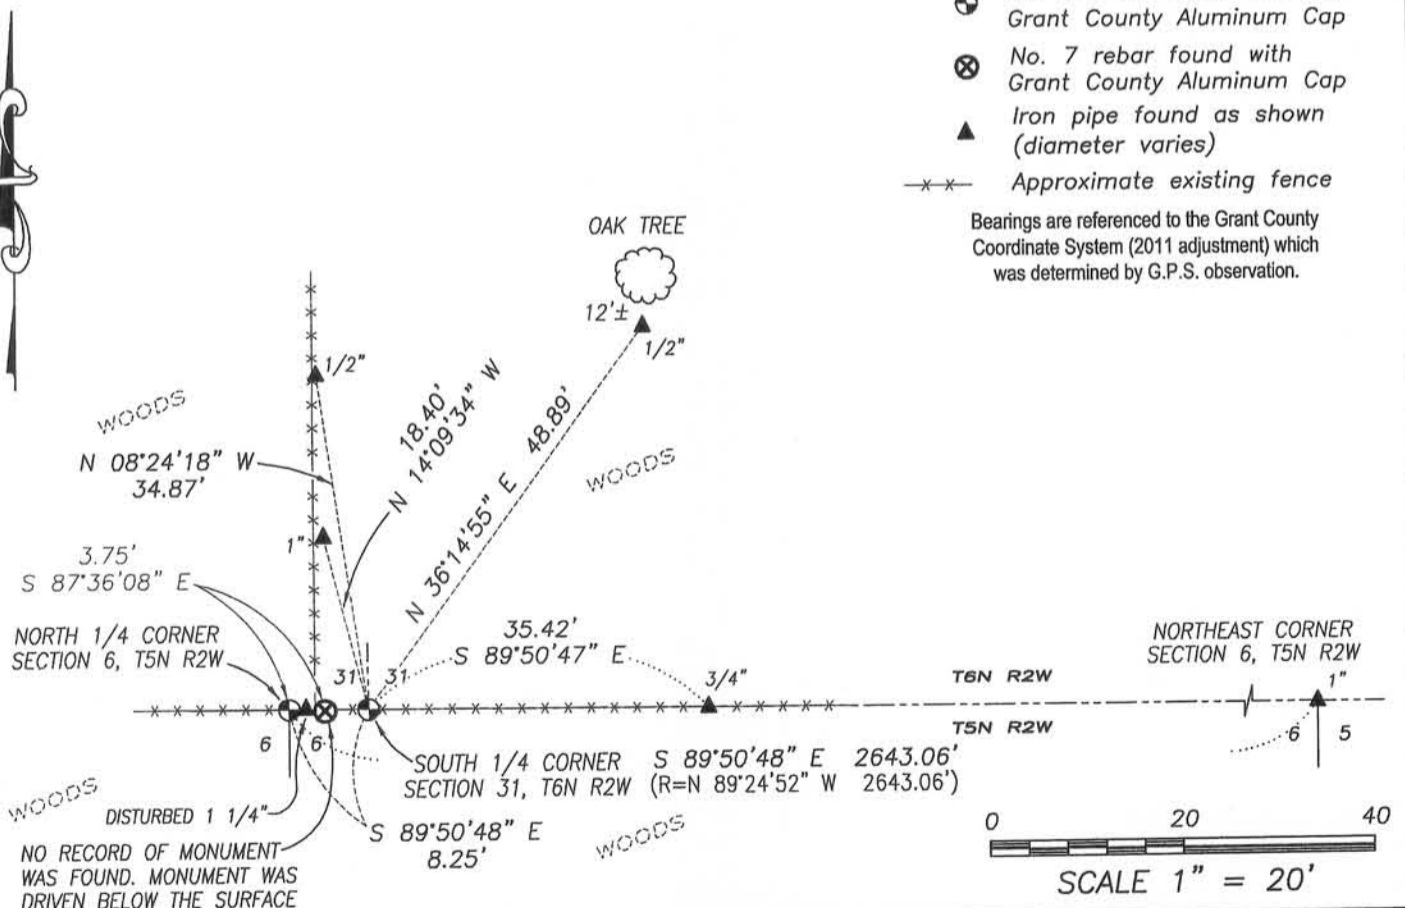 Grant County Aluminum Cap
No. 7 rebar found with
Grant County Aluminum Cap
Iron pipe found as shown
(diameter varies)
Approximate existing fence
Bearings are referenced to the Grant County
Coordinate System (2011 adjustment) which
was determined by G.P.S. observation.
OAK TREE
12'±
1/2"
1/2"
WOODS
18.40'
N 14°09'34" W
N 36°14'55" E 48.89'
WOODS
N 08°24'18" W
34.87'
1"
3.75'
S 87°36'08" E
NORTH 1/4 CORNER
SECTION 6, T5N R2W
35.42'
S 89°50'47" E
31 31
3/4"
T6N R2W
T5N R2W
NORTHEAST CORNER
SECTION 6, T5N R2W
1"
6 5
6 6
SOUTH 1/4 CORNER
SECTION 31, T6N R2W
S 89°50'48" E 2643.06'
(R=N 89°24'52" W 2643.06')
WOODS
DISTURBED 1 1/4"
S 89°50'48" E
8.25'
WOODS
NO RECORD OF MONUMENT
WAS FOUND. MONUMENT WAS
DRIVEN BELOW THE SURFACE
0 20 40
SCALE 1" = 20'